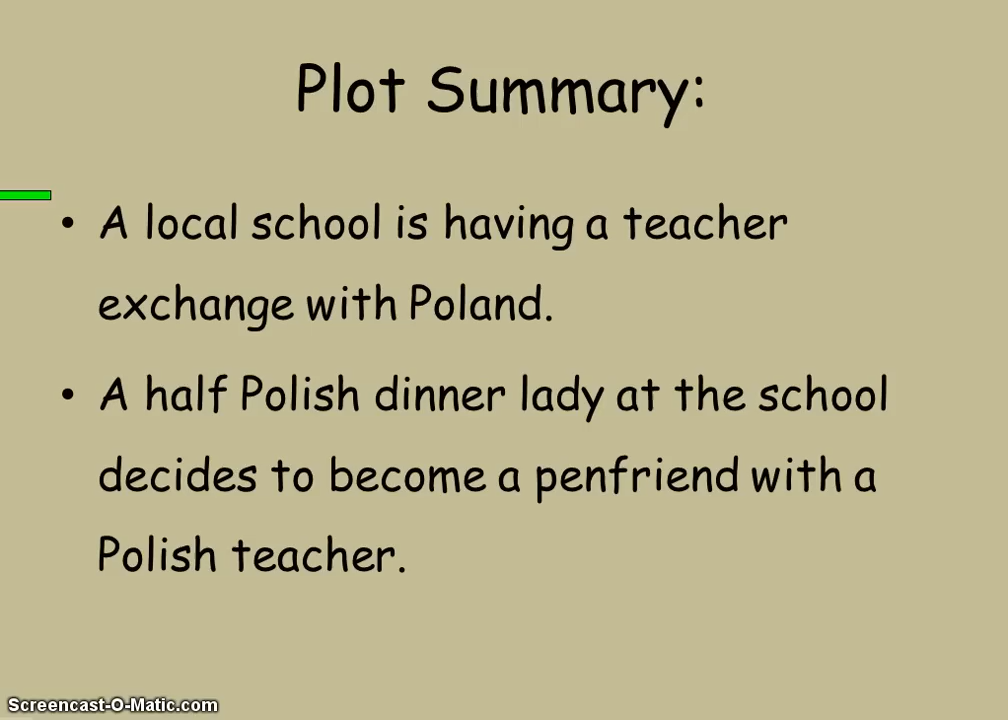 Plot Summary:
• A local school is having a teacher
exchange with Poland.
• A half Polish dinner lady at the school
decides to become a penfriend with a
Polish teacher.
Screencast-O-Matic.com